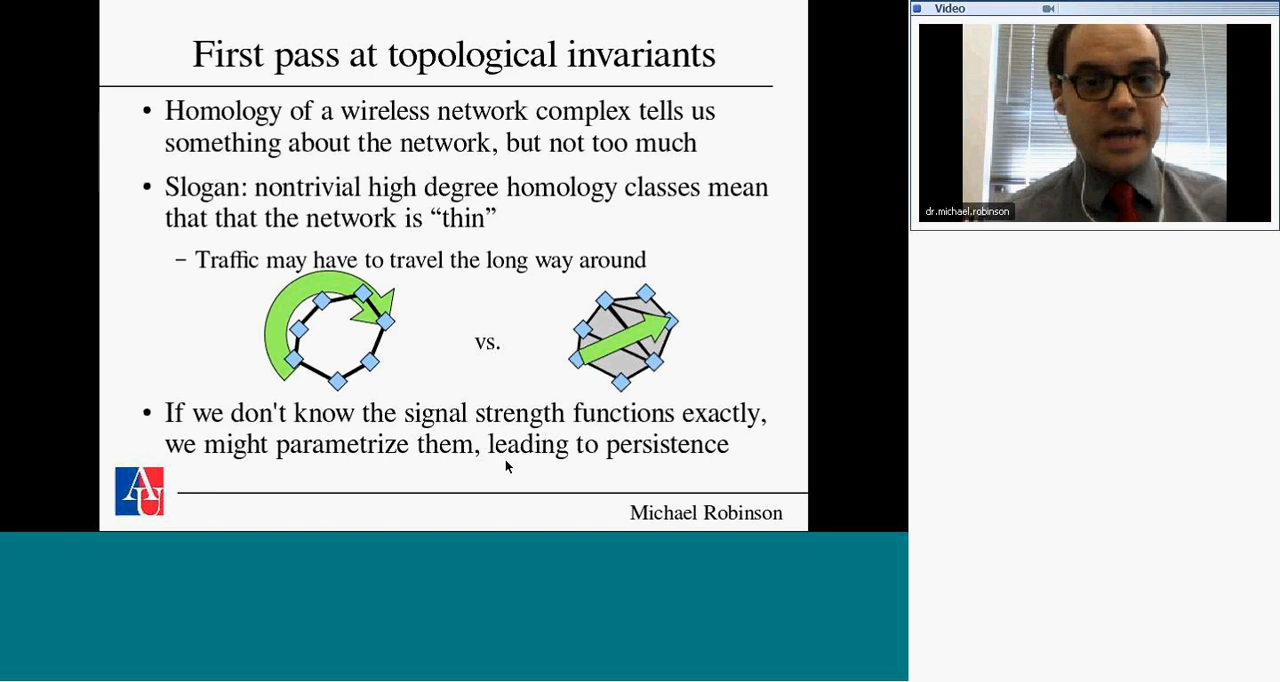 First pass at topological invariants
• Homology of a wireless network complex tells us
something about the network, but not too much
• Slogan: nontrivial high degree homology classes mean
that that the network is “thin”
– Traffic may have to travel the long way around
vs.
• If we don't know the signal strength functions exactly,
we might parametrize them, leading to persistence
AU
Michael Robinson
Video
dr.michael.robinson